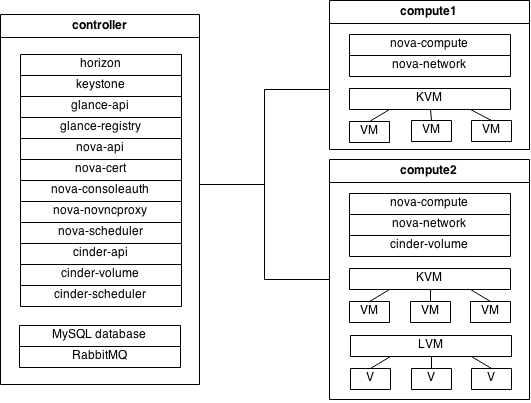 controller
horizon
keystone
glance-api
glance-registry
nova-api
nova-cert
nova-consoleauth
nova-novncproxy
nova-scheduler
cinder-api
cinder-volume
cinder-scheduler
MySQL database
RabbitMQ
compute1
nova-compute
nova-network
KVM
VM VM VM
compute2
nova-compute
nova-network
cinder-volume
KVM
VM VM VM
LVM
V V V